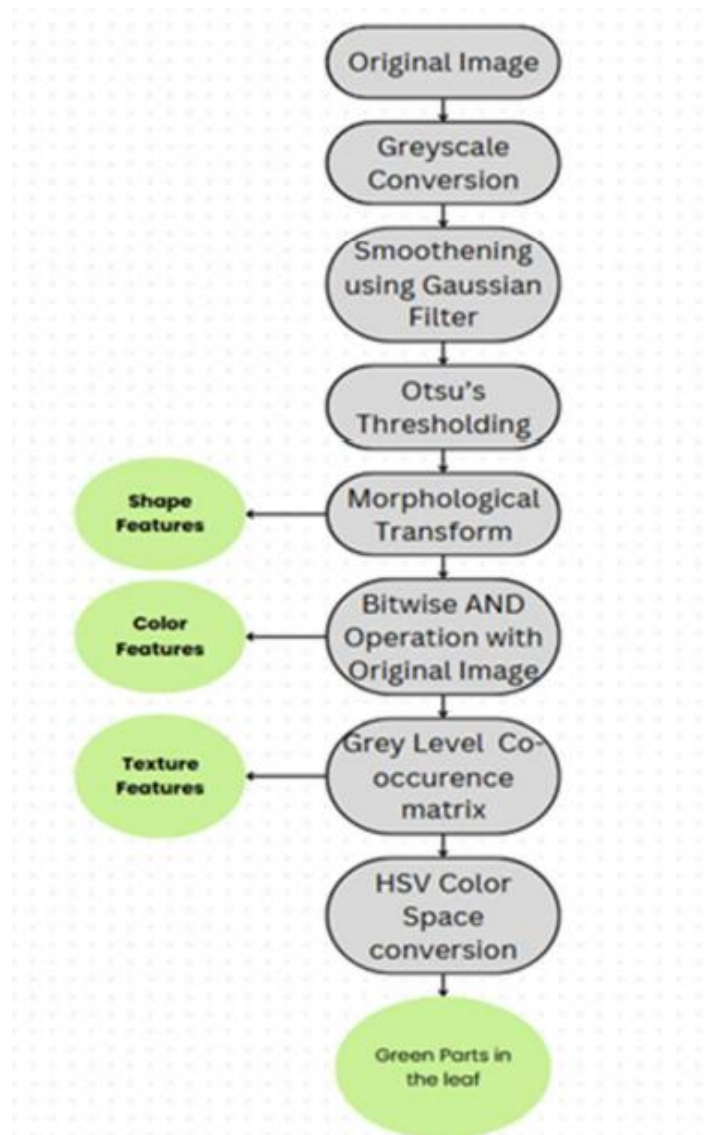 Original Image
Greyscale
Conversion
Smoothening
using Gaussian
Filter
Otsu's
Thresholding
Morphological
Transform
Shape
Features
Bitwise AND
Operation with
Original Image
Color
Features
Grey Level Co-
occurence
matrix
Texture
Features
HSV Color
Space
conversion
Green Parts in
the leaf